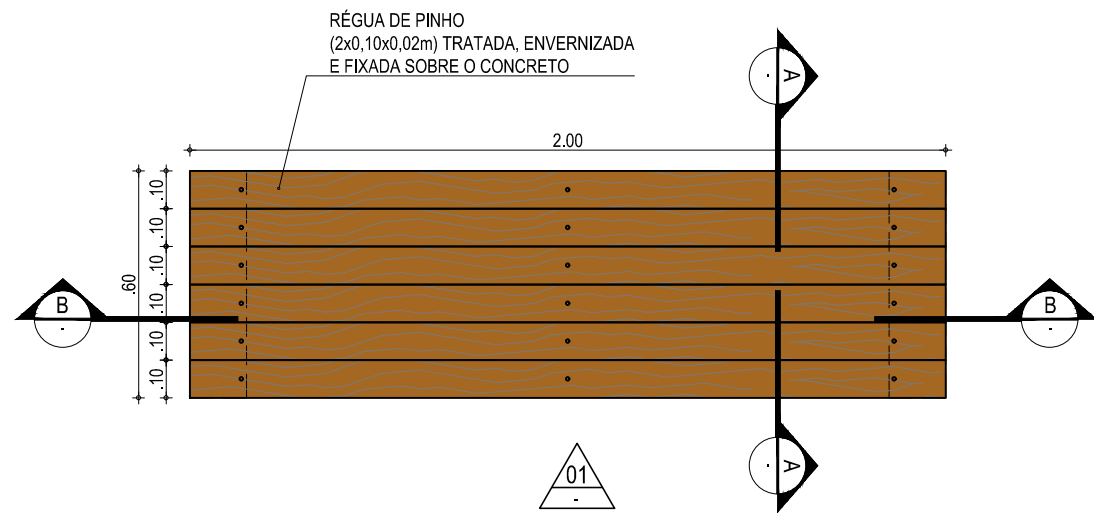 RÉGUA DE PINHO
(2x0,10x0,02m) TRATADA, ENVERNIZADA
E FIXADA SOBRE O CONCRETO
A
-
2.00
.10
.10
.10
.10
.10
.10
.60
B
-
B
-
01
-
A
-